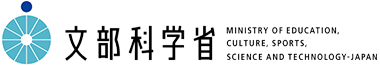 文部科学省
MINISTRY OF EDUCATION,
CULTURE, SPORTS,
SCIENCE AND TECHNOLOGY-JAPAN